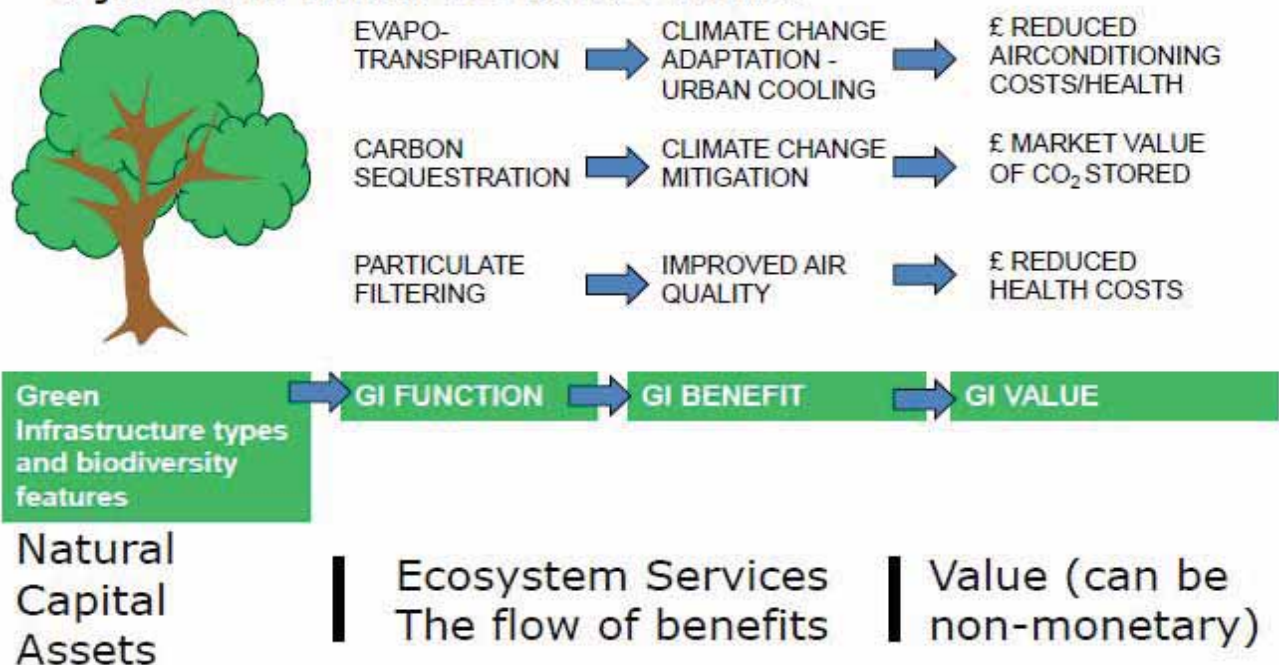 EVAPO-
TRANSPIRATION
CLIMATE CHANGE
ADAPTATION -
URBAN COOLING
£ REDUCED
AIRCONDITIONING
COSTS/HEALTH
CARBON
SEQUESTRATION
CLIMATE CHANGE
MITIGATION
£ MARKET VALUE
OF CO₂ STORED
PARTICULATE
FILTERING
IMPROVED AIR
QUALITY
£ REDUCED
HEALTH COSTS
Green
Infrastructure types
and biodiversity
features
GI FUNCTION
GI BENEFIT
GI VALUE
Natural
Capital
Assets
Ecosystem Services
The flow of benefits
Value (can be
non-monetary)